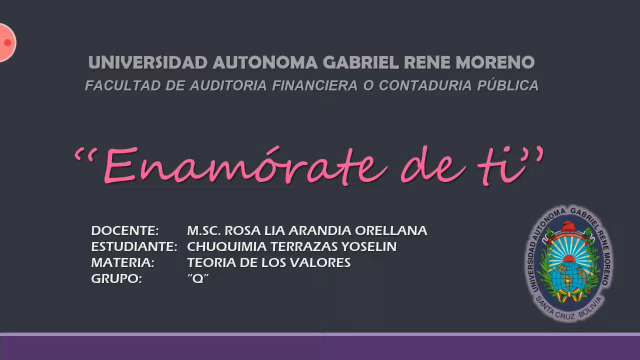 UNIVERSIDAD AUTONOMA GABRIEL RENE MORENO
FACULTAD DE AUDITORIA FINANCIERA O CONTADURIA PÚBLICA
“Enamórate de ti”
DOCENTE: M.SC. ROSA LIA ARANDIA ORELLANA
ESTUDIANTE: CHUQUIMIA TERRAZAS YOSELIN
MATERIA: TEORIA DE LOS VALORES
GRUPO: “Q”
UNIVERSIDAD AUTONOMA GABRIEL RENE MORENO
SANTA CRUZ BOLIVIA